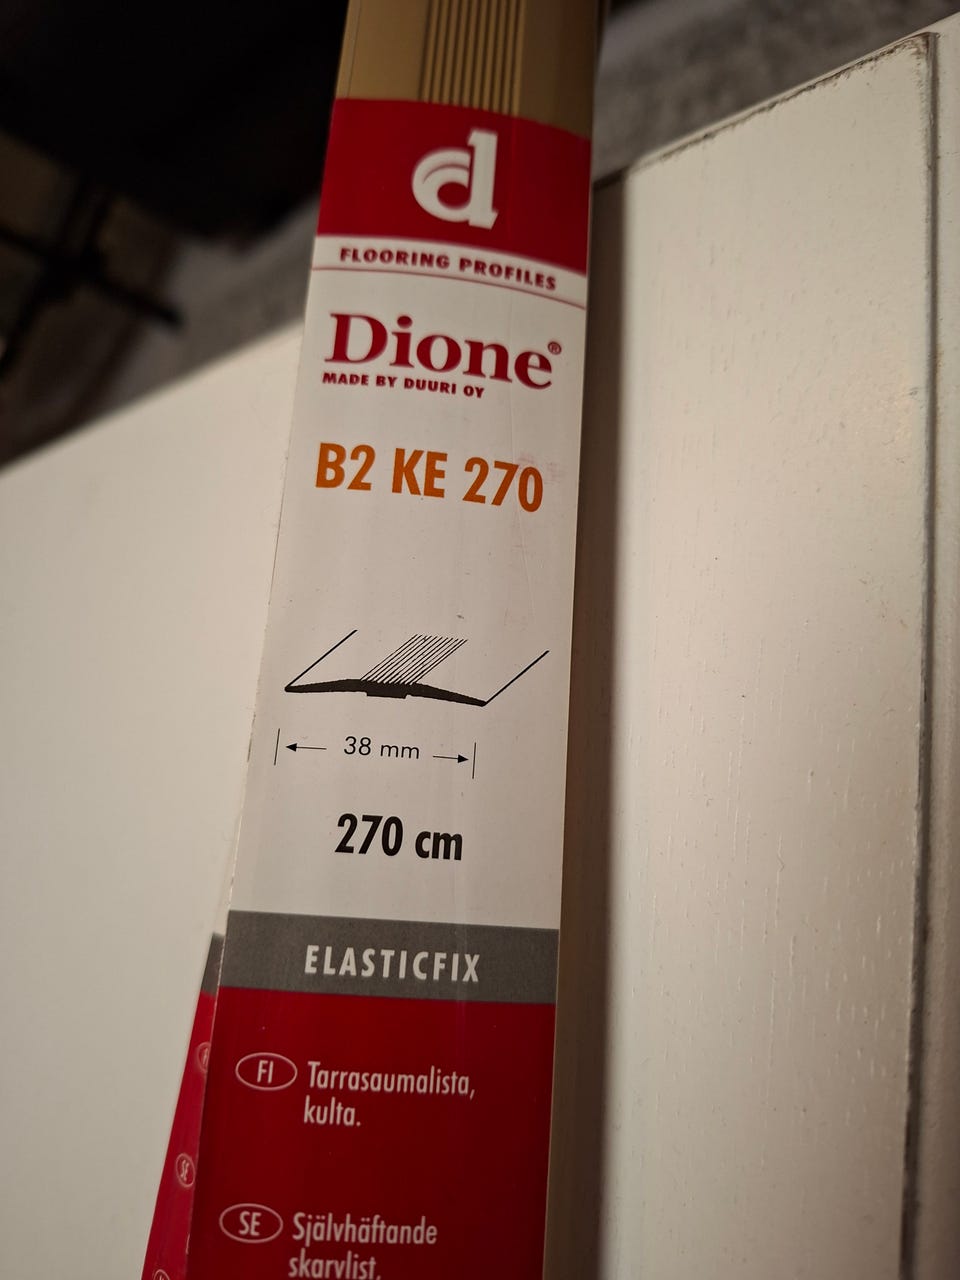 d
FLOORING PROFILES
Dione®
MADE BY DUURI OY
B2 KE 270
38 mm
270 cm
ELASTICFIX
FI Tarrasaumalista,
kulta.
SE Självhäftande
skarvlist,
SE